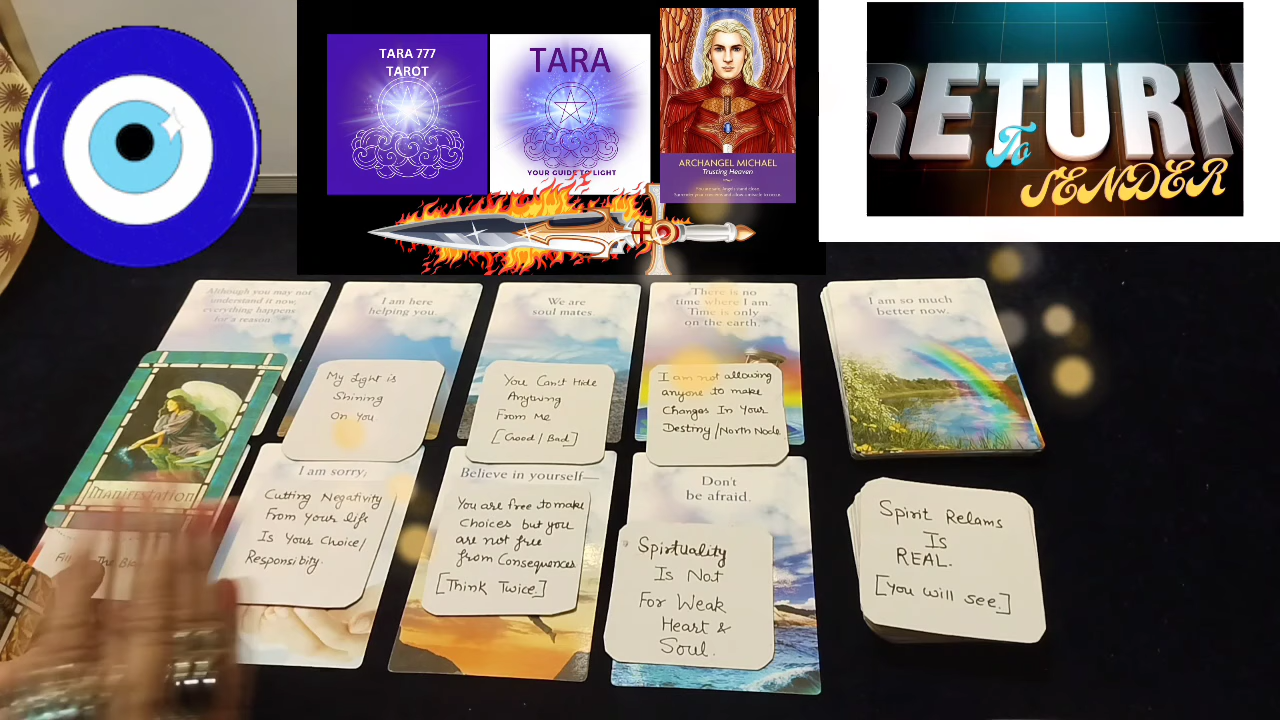 TARA 777
TAROT
TARA
YOUR GUIDE TO LIGHT
ARCHANGEL MICHAEL
Trusting Heaven
RETURN
To
SENDER
Although you may not
understand it now,
everything happens
for a reason.
I am here
helping you.
We are
soul mates
There is no
time where I am.
Time is only
on the earth.
I am so much
better now.
My Light is
Shining
On You
You Can't Hide
Anything
From Me
[Good/Bad]
I am not allowing
anyone to make
Changes In Your
Destny/North Node.
Manifestation
I am sorry,
Cutting Negativity
From Your life
Is Your Choice/
Responsibity.
Believe in yourself—
You are free to make
Choices but you
are not free
from Consequences
[Think Twice.]
Don't
be afraid.
Spirtuality
Is Not
For Weak
Heart &
Soul.
Spirit Relams
Is
REAL.
[You will see.]